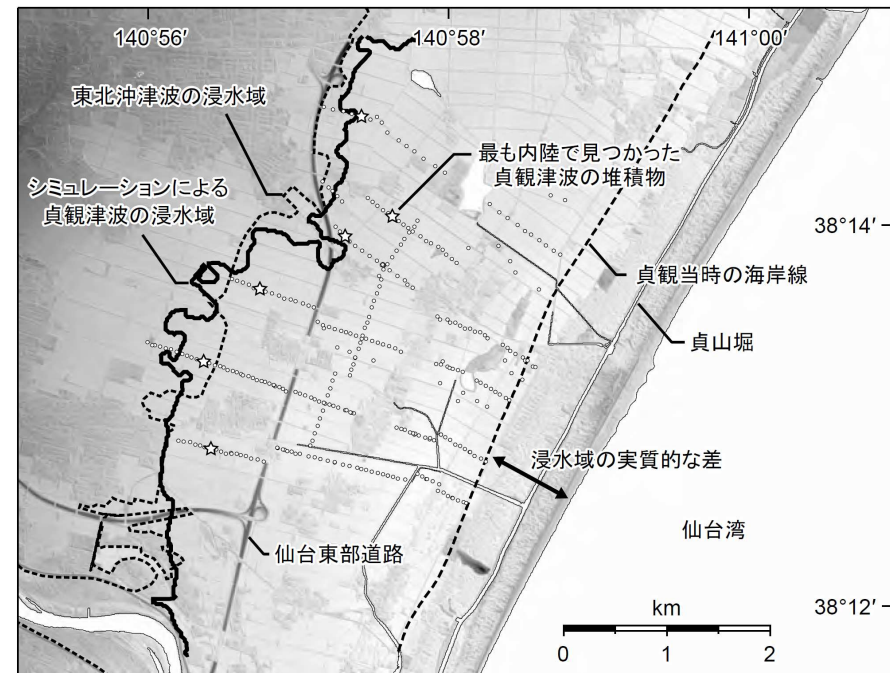 140°56′
140°58′
141°00′
東北沖津波の浸水域
最も内陸で見つかった
貞観津波の堆積物
シミュレーションによる
貞観津波の浸水域
38°14′
貞観当時の海岸線
貞山堀
浸水域の実質的な差
仙台湾
仙台東部道路
38°12′
km
0 1 2